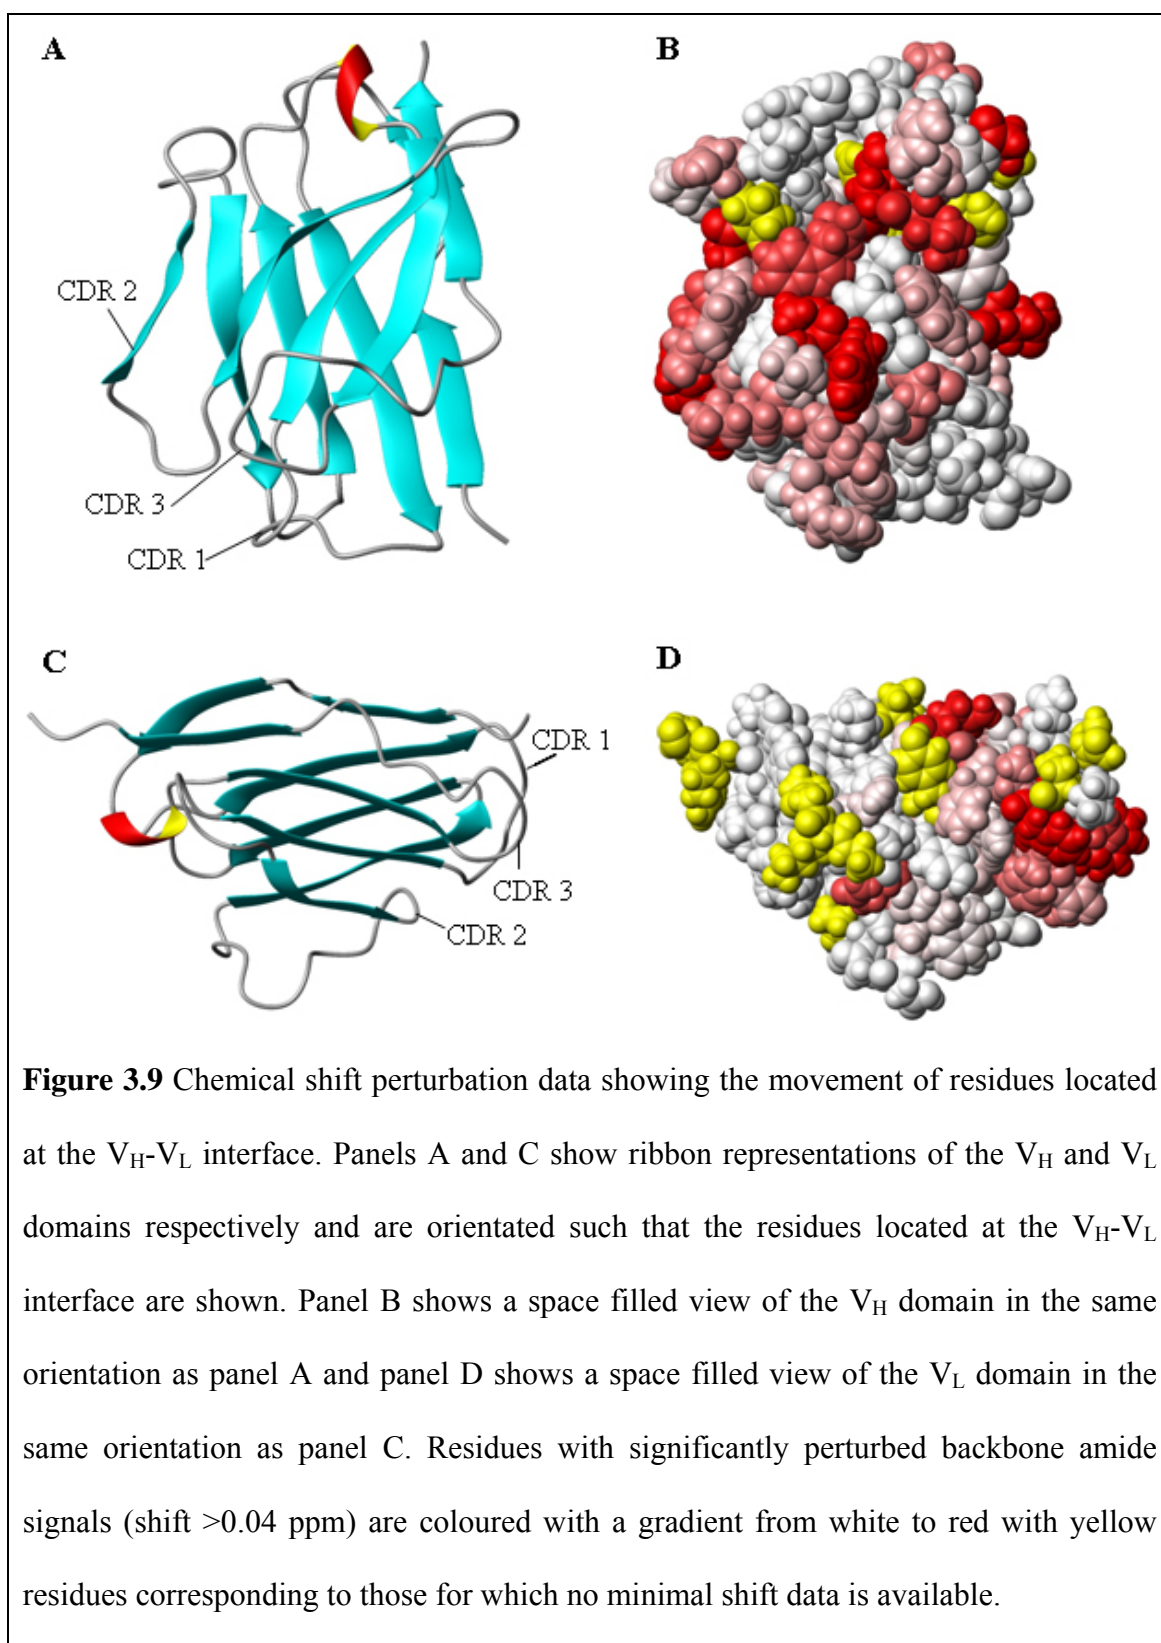 A
B
CDR 2
CDR 3
CDR 1
C
D
CDR 1
CDR 3
CDR 2
Figure 3.9 Chemical shift perturbation data showing the movement of residues located
at the VH-VL interface. Panels A and C show ribbon representations of the VH and VL
domains respectively and are orientated such that the residues located at the VH-VL
interface are shown. Panel B shows a space filled view of the VH domain in the same
orientation as panel A and panel D shows a space filled view of the VL domain in the
same orientation as panel C. Residues with significantly perturbed backbone amide
signals (shift >0.04 ppm) are coloured with a gradient from white to red with yellow
residues corresponding to those for which no minimal shift data is available.